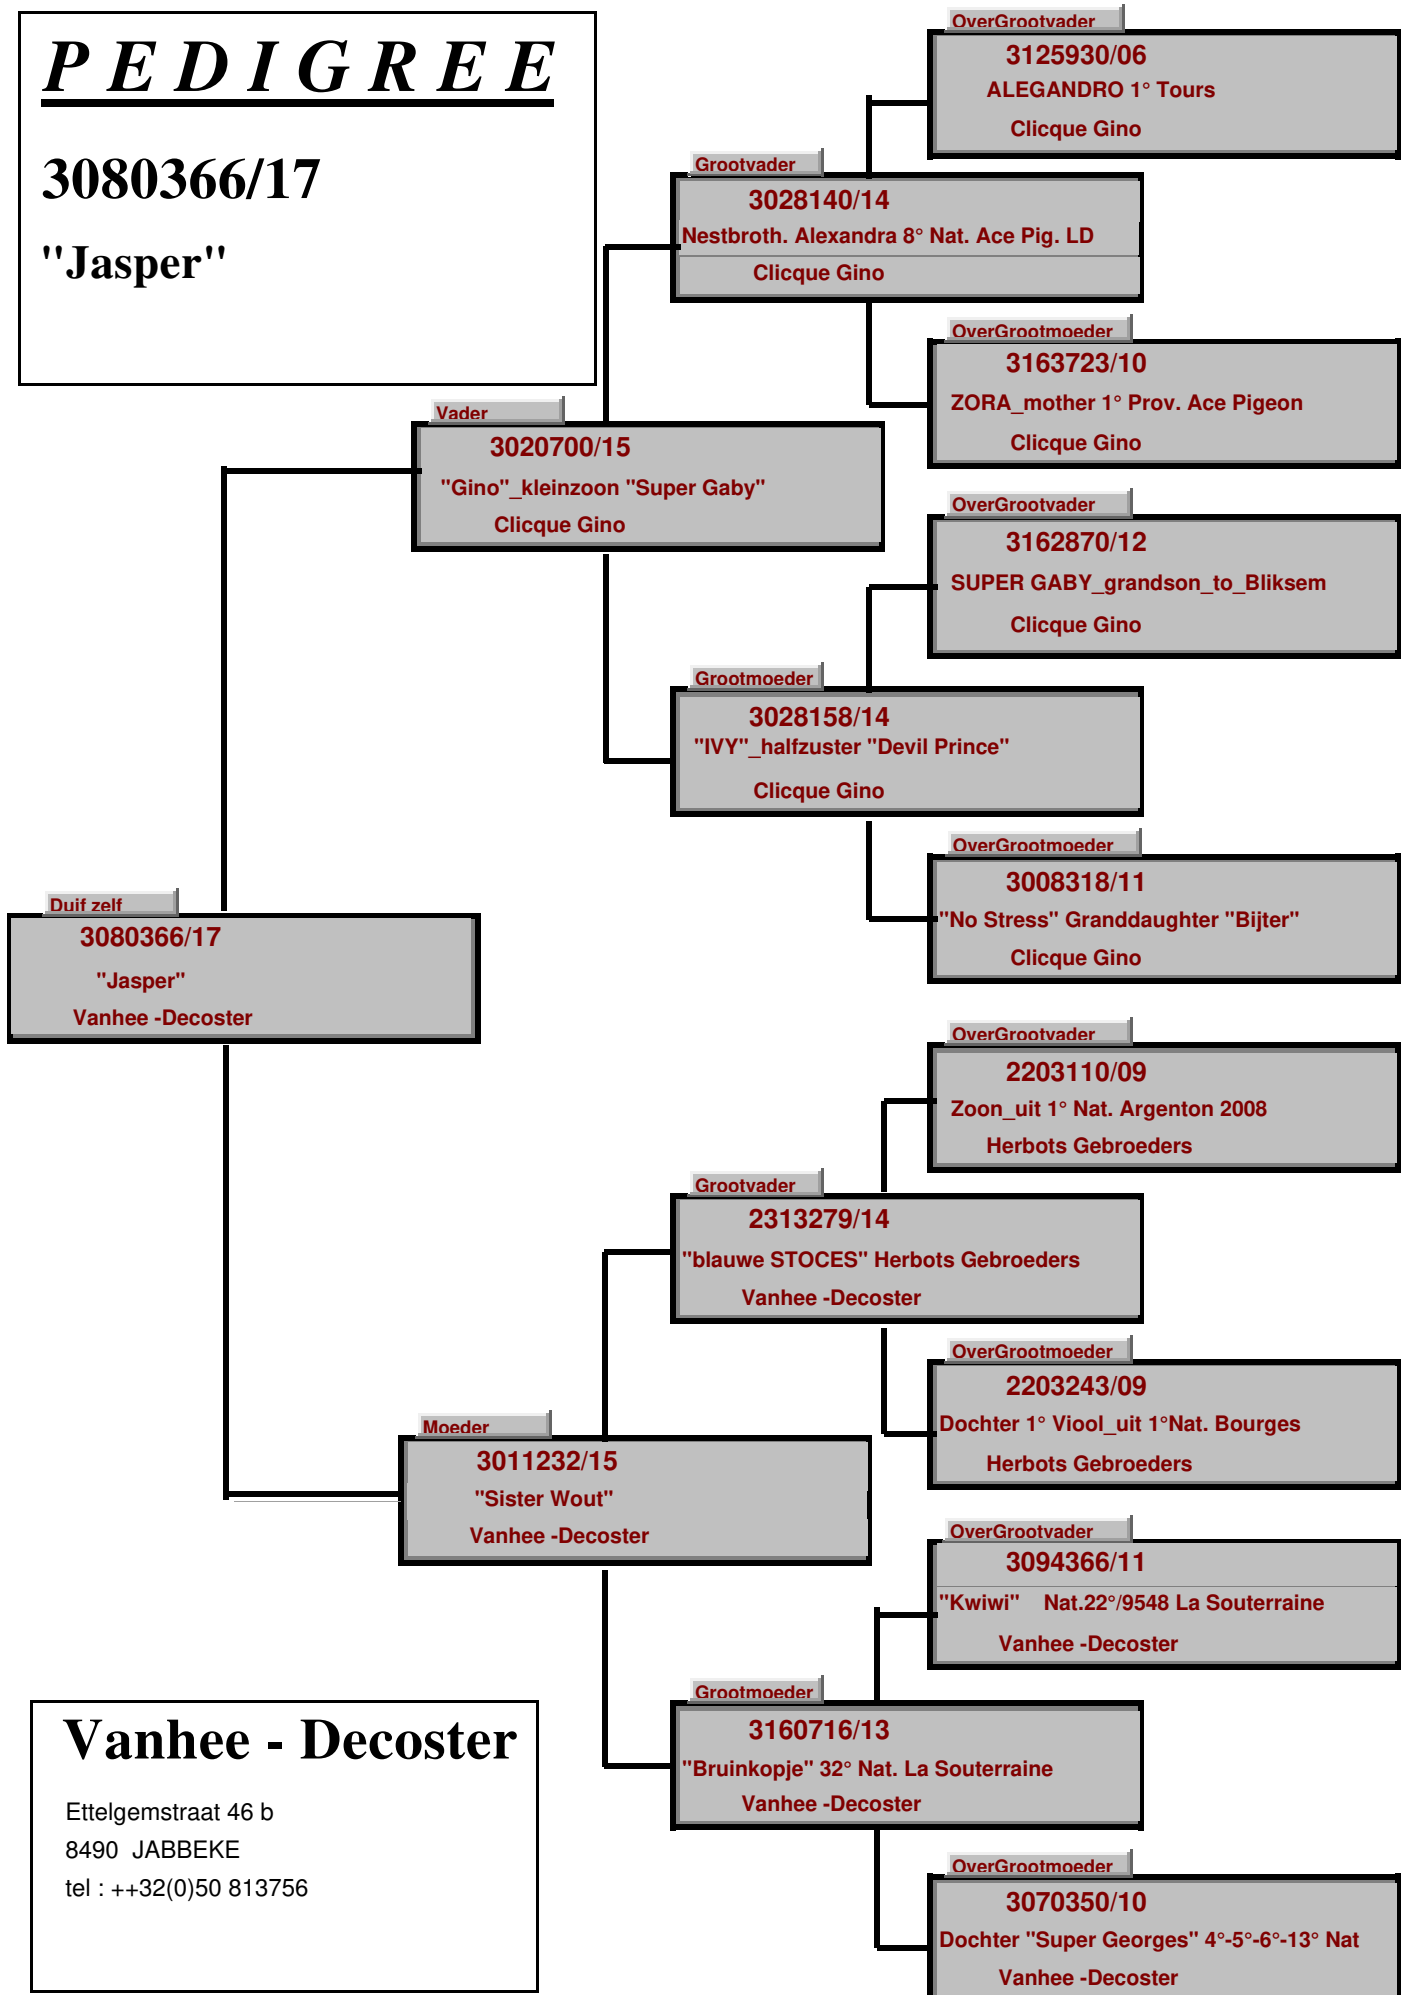 P E D I G R E E
3080366/17
"Jasper"
OverGrootvader
3125930/06
ALEGANDRO 1° Tours
Clicque Gino
Grootvader
3028140/14
Nestbroth. Alexandra 8° Nat. Ace Pig. LD
Clicque Gino
OverGrootmoeder
3163723/10
ZORA_mother 1° Prov. Ace Pigeon
Clicque Gino
Vader
3020700/15
"Gino"_kleinzoon "Super Gaby"
Clicque Gino
OverGrootvader
3162870/12
SUPER GABY_grandson_to_Bliksem
Clicque Gino
Grootmoeder
3028158/14
"IVY"_halfzuster "Devil Prince"
Clicque Gino
OverGrootmoeder
3008318/11
"No Stress" Granddaughter "Bijter"
Clicque Gino
Duif zelf
3080366/17
"Jasper"
Vanhee -Decoster
OverGrootvader
2203110/09
Zoon_uit 1° Nat. Argenton 2008
Herbots Gebroeders
Grootvader
2313279/14
"blauwe STOCES" Herbots Gebroeders
Vanhee -Decoster
OverGrootmoeder
2203243/09
Dochter 1° Viool_uit 1°Nat. Bourges
Herbots Gebroeders
Moeder
3011232/15
"Sister Wout"
Vanhee -Decoster
OverGrootvader
3094366/11
"Kwiwi" Nat.22°/9548 La Souterraine
Vanhee -Decoster
Grootmoeder
3160716/13
"Bruinkopje" 32° Nat. La Souterraine
Vanhee -Decoster
OverGrootmoeder
3070350/10
Dochter "Super Georges" 4°-5°-6°-13° Nat
Vanhee -Decoster
Vanhee - Decoster
Ettelgemstraat 46 b
8490 JABBEKE
tel : ++32(0)50 813756